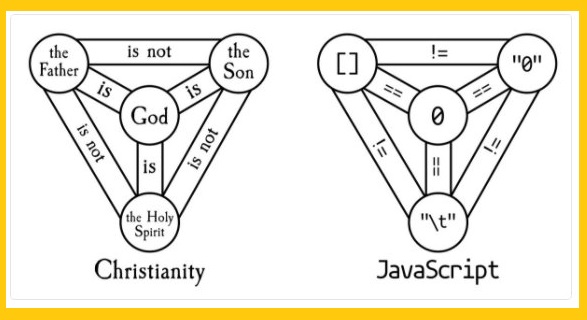 the
Father
is not
the
Son
is
is
God
is not
is
is not
the Holy
Spirit
Christianity
[]
!=
"0"
==
==
0
!=
==
!=
"\t"
JavaScript